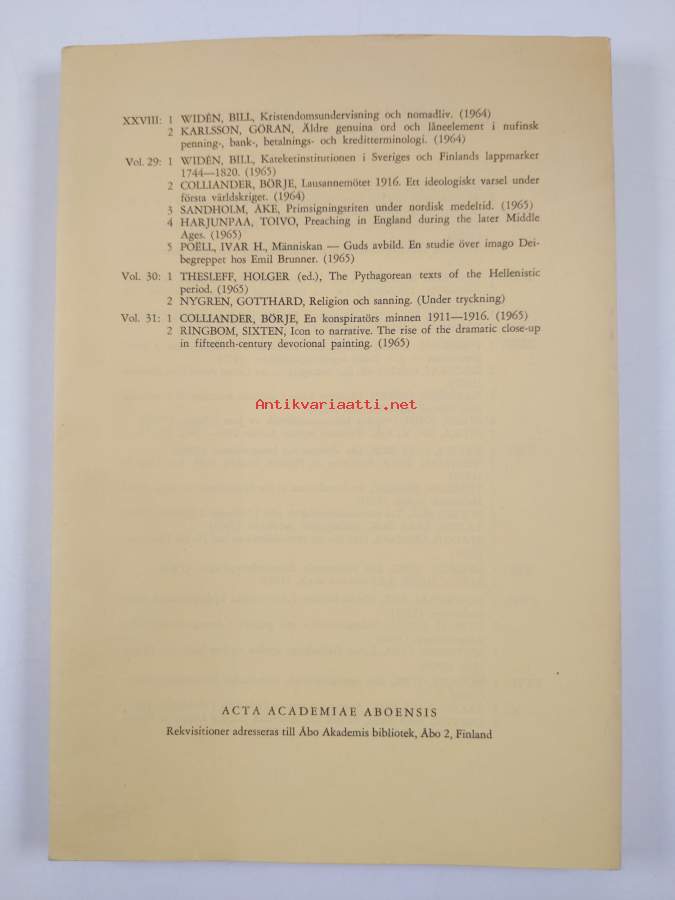 XXVIII: 1 WIDÉN, BILL, Kristendomsundervisning och nomadliv. (1964)
2 KARLSSON, GÖRAN, Äldre genuina ord och låneelement i nufinsk
penning-, bank-, betalnings- och kreditterminologi. (1964)
Vol. 29: 1 WIDÉN, BILL, Kateketinstitutionen i Sveriges och Finlands lappmarker
1744—1820. (1965)
2 COLLIANDER, BÖRJE, Lausannemötet 1916. Ett ideologiskt varsel under
första världskriget. (1964)
3 SANDHOLM, ÅKE, Primsigningsriten under nordisk medeltid. (1965)
4 HARJUNPÄÄ, TOIVO, Preaching in England during the later Middle
Ages. (1965)
5 POËLL, IVAR H., Människan — Guds avbild. En studie över imago Dei-
begreppet hos Emil Brunner. (1965)
Vol. 30: 1 THESLEFF, HOLGER (ed.), The Pythagorean texts of the Hellenistic
period. (1965)
2 NYGREN, GOTTHARD, Religion och sanning. (Under tryckning)
Vol. 31: 1 COLLIANDER, BÖRJE, En konspiratörs minnen 1911—1916. (1965)
2 RINGBOM, SIXTEN, Icon to narrative. The rise of the dramatic close-up
in fifteenth-century devotional painting. (1965)
Antikvariaatti.net
ACTA ACADEMIAE ABOENSIS
Rekvisitioner adresseras till Åbo Akademis bibliotek, Åbo 2, Finland